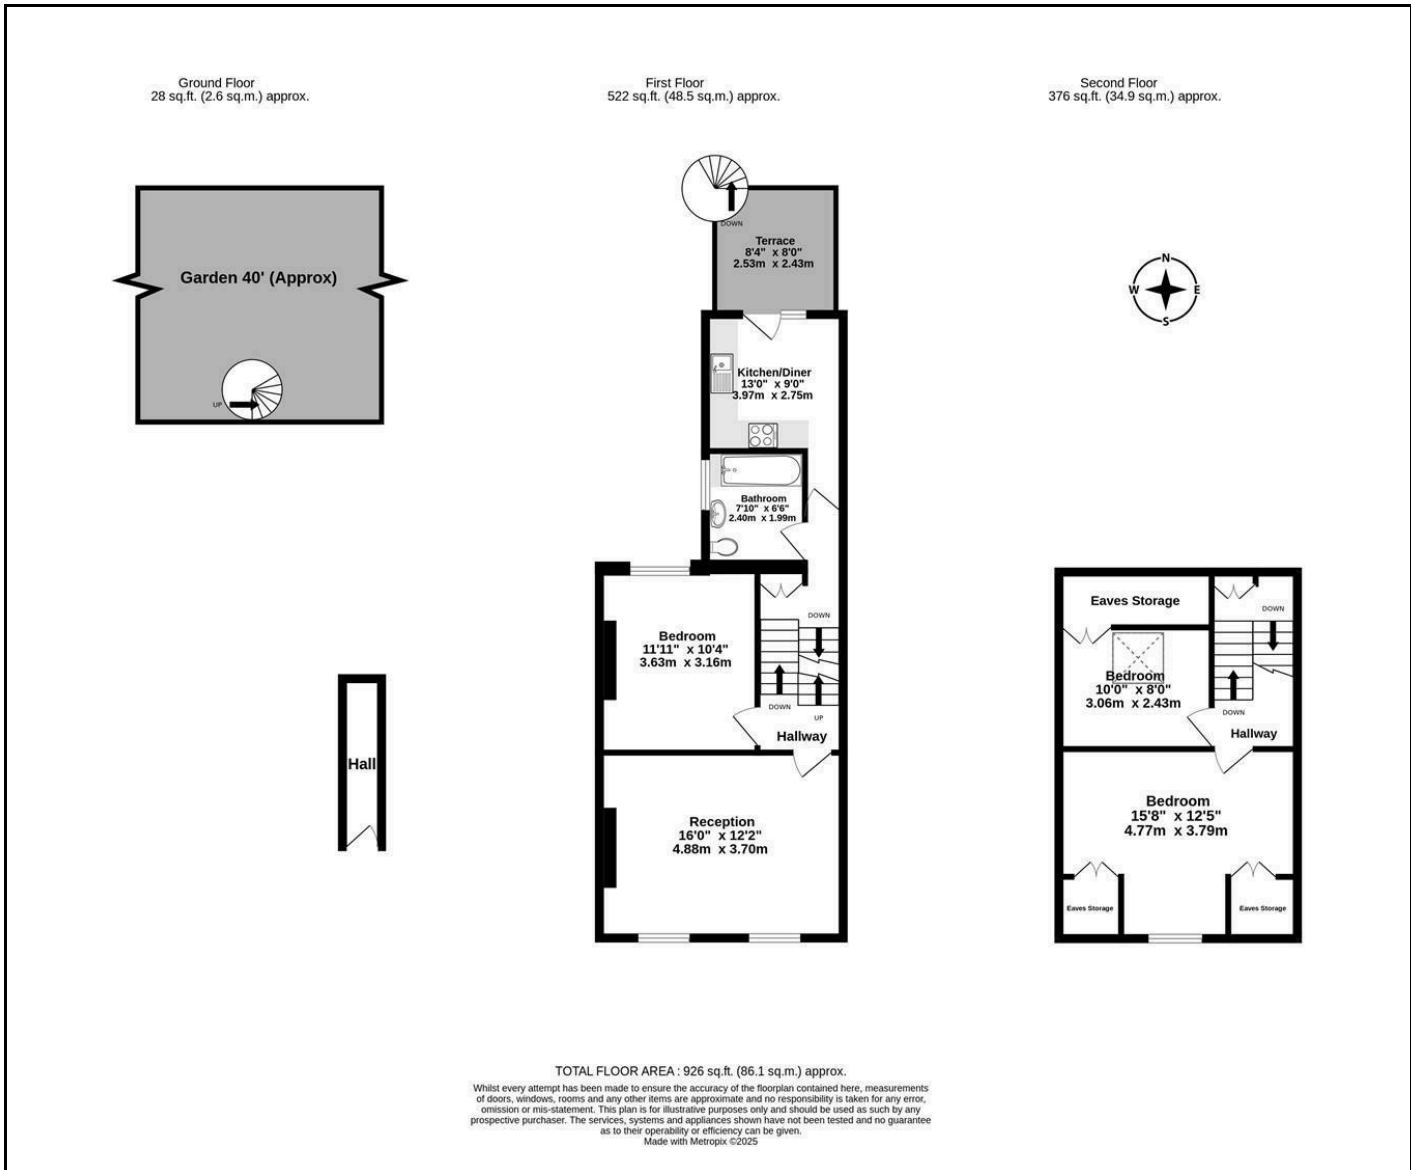 Ground Floor
28 sq.ft. (2.6 sq.m.) approx.
First Floor
522 sq.ft. (48.5 sq.m.) approx.
Second Floor
376 sq.ft. (34.9 sq.m.) approx.
Garden 40' (Approx)
UP
Hall
DOWN
Terrace
8'4" x 8'0"
2.53m x 2.43m
Kitchen/Diner
13'0" x 9'0"
3.97m x 2.75m
Bathroom
7'10" x 6'6"
2.40m x 1.99m
DOWN
Bedroom
11'11" x 10'4"
3.63m x 3.16m
DOWN
UP
Hallway
Reception
16'0" x 12'2"
4.88m x 3.70m
N
W
E
S
Eaves Storage
DOWN
Bedroom
10'0" x 8'0"
3.06m x 2.43m
DOWN
Hallway
Bedroom
15'8" x 12'5"
4.77m x 3.79m
Eaves Storage
Eaves Storage
TOTAL FLOOR AREA : 926 sq.ft. (86.1 sq.m.) approx.
Whilst every attempt has been made to ensure the accuracy of the floorplan contained here, measurements
of doors, windows, rooms and any other items are approximate and no responsibility is taken for any error,
omission or mis-statement. This plan is for illustrative purposes only and should be used as such by any
prospective purchaser. The services, systems and appliances shown have not been tested and no guarantee
as to their operability or efficiency can be given.
Made with Metropix ©2025